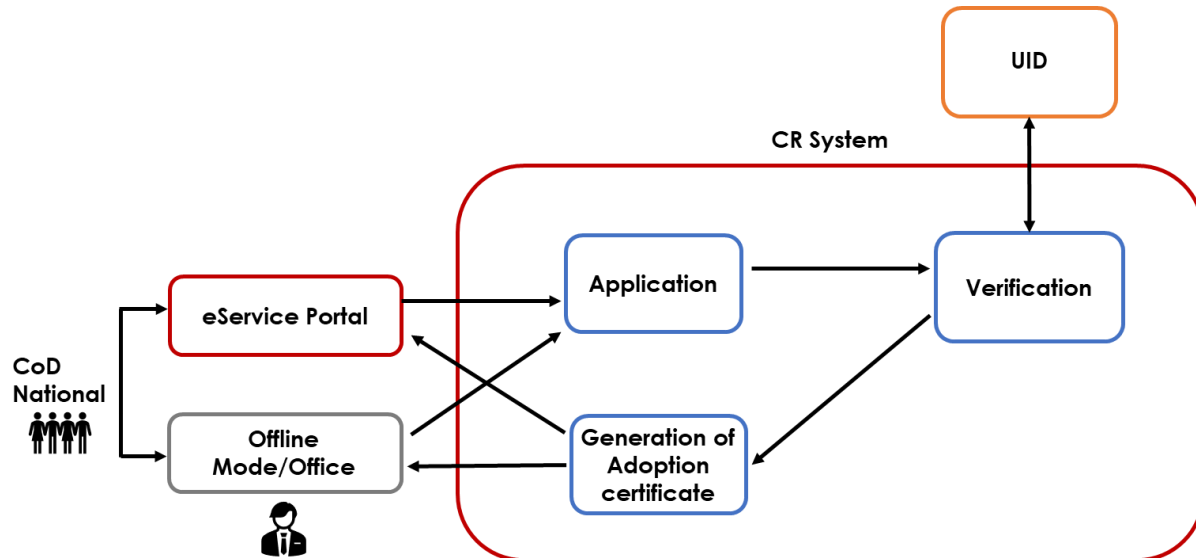 UID
CR System
Application
Verification
eService Portal
CoD
National
Offline
Mode/Office
Generation of
Adoption
certificate